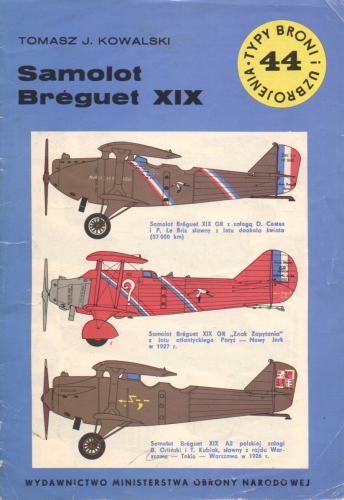 TOMASZ J. KOWALSKI
Samolot
Bréguet XIX
TYPY BRONI i UZBROJENIA
44
Samolot Bréguet XIX GR z załogą D. Costes
i P. Le Brix sławny z lotu dookoła świata
(57 000 km)
Samolot Bréguet XIX GR „Znak Zapytania”
z lotu atlantyckiego Paryż — Nowy Jork
w 1927 r.
?
Samolot Bréguet XIX A2 polskiej załogi
B. Orliński i T. Kubiak, sławny z rajdu War-
szawa — Tokio — Warszawa w 1926 r.
WYDAWNICTWO MINISTERSTWA OBRONY NARODOWEJ